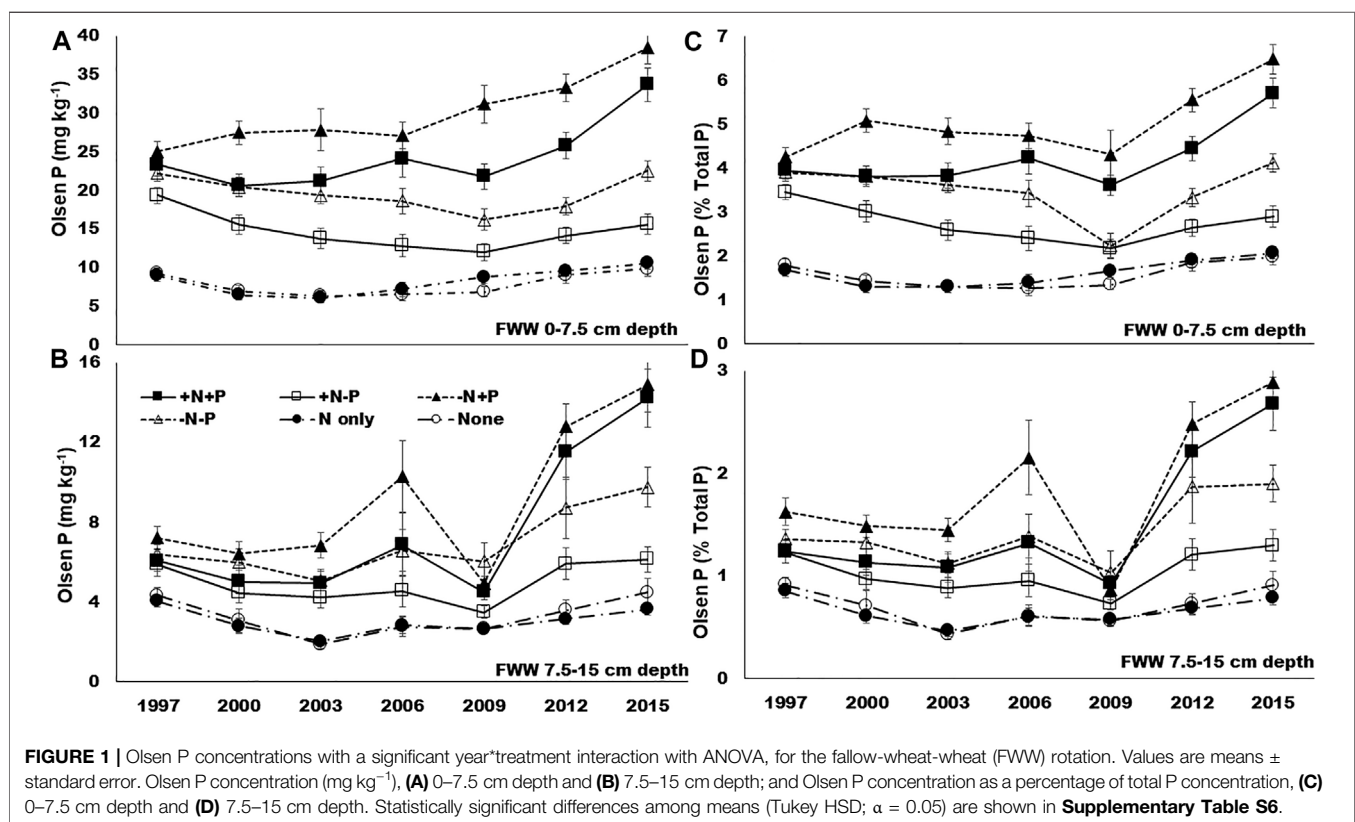 A
40
35
30
25
20
15
10
5
0
Olsen P (mg kg-1)
FWW 0-7.5 cm depth
C
7
6
5
4
3
2
1
0
Olsen P (% Total P)
FWW 0-7.5 cm depth
B
16
12
8
4
0
Olsen P (mg kg-1)
+N+P +N-P -N+P
-N-P N only None
FWW 7.5-15 cm depth
1997 2000 2003 2006 2009 2012 2015
D
3
2
1
0
Olsen P (% Total P)
FWW 7.5-15 cm depth
1997 2000 2003 2006 2009 2012 2015
FIGURE 1 | Olsen P concentrations with a significant year*treatment interaction with ANOVA, for the fallow-wheat-wheat (FWW) rotation. Values are means ±
standard error. Olsen P concentration (mg kg−1), (A) 0–7.5 cm depth and (B) 7.5–15 cm depth; and Olsen P concentration as a percentage of total P concentration, (C)
0–7.5 cm depth and (D) 7.5–15 cm depth. Statistically significant differences among means (Tukey HSD; α = 0.05) are shown in Supplementary Table S6.